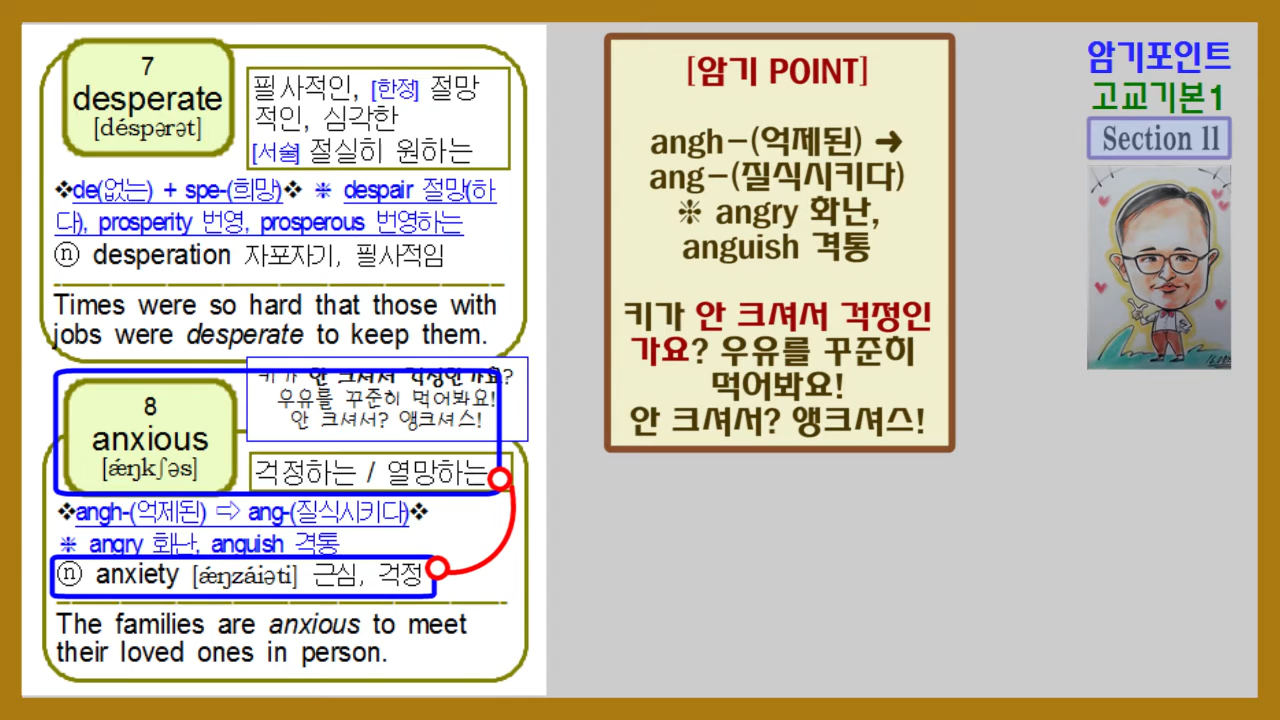 7
desperate
[déspərət]
필사적인, [한정] 절망
적인, 심각한
[서술] 절실히 원하는
❖de(없는) + spe-(희망)❖ ❈ despair 절망(하
다), prosperity 번영, prosperous 번영하는
ⓝ desperation 자포자기, 필사적임
Times were so hard that those with
jobs were desperate to keep them.
키가 안 크셔서 걱정인가요?
우유를 꾸준히 먹어봐요!
안 크셔서? 앵크셔스!
8
anxious
[ǽŋkʃəs]
걱정하는 / 열망하는
❖angh-(억제된) ⇨ ang-(질식시키다)❖
❈ angry 화난, anguish 격통
ⓝ anxiety [ǽŋzáiəti] 근심, 걱정
The families are anxious to meet
their loved ones in person.
[암기 POINT]
angh-(억제된) ➜
ang-(질식시키다)
❈ angry 화난,
anguish 격통
키가 안 크셔서 걱정인
가요? 우유를 꾸준히
먹어봐요!
안 크셔서? 앵크셔스!
암기포인트
고교기본1
Section 11